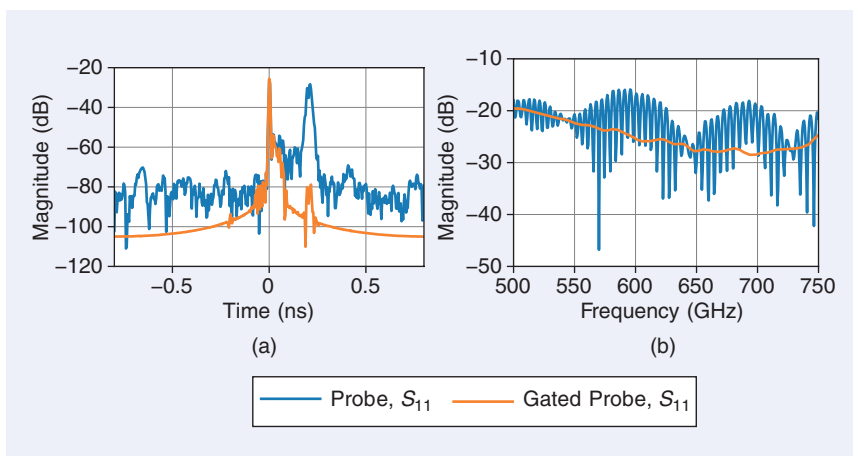 −20
−40
−60
−80
−100
−120
Magnitude (dB)
−0.5
0
0.5
Time (ns)
(a)
−10
−20
−30
−40
−50
Magnitude (dB)
500
550
600
650
700
750
Frequency (GHz)
(b)
Probe, S11
Gated Probe, S11